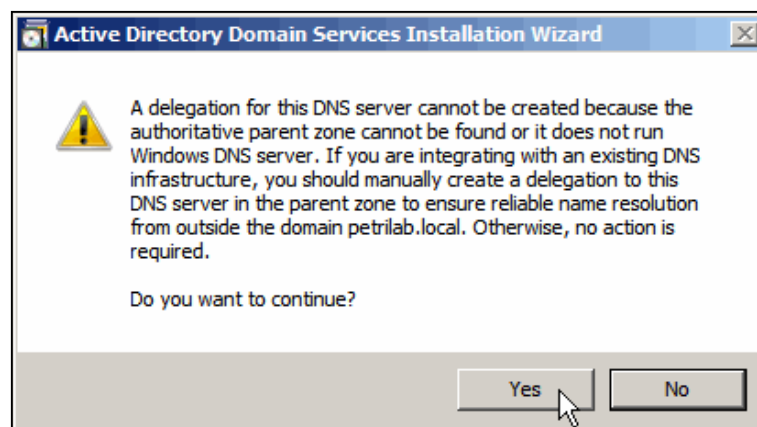 Active Directory Domain Services Installation Wizard
A delegation for this DNS server cannot be created because the
authoritative parent zone cannot be found or it does not run
Windows DNS server. If you are integrating with an existing DNS
infrastructure, you should manually create a delegation to this
DNS server in the parent zone to ensure reliable name resolution
from outside the domain petrilab.local. Otherwise, no action is
required.
Do you want to continue?
Yes No